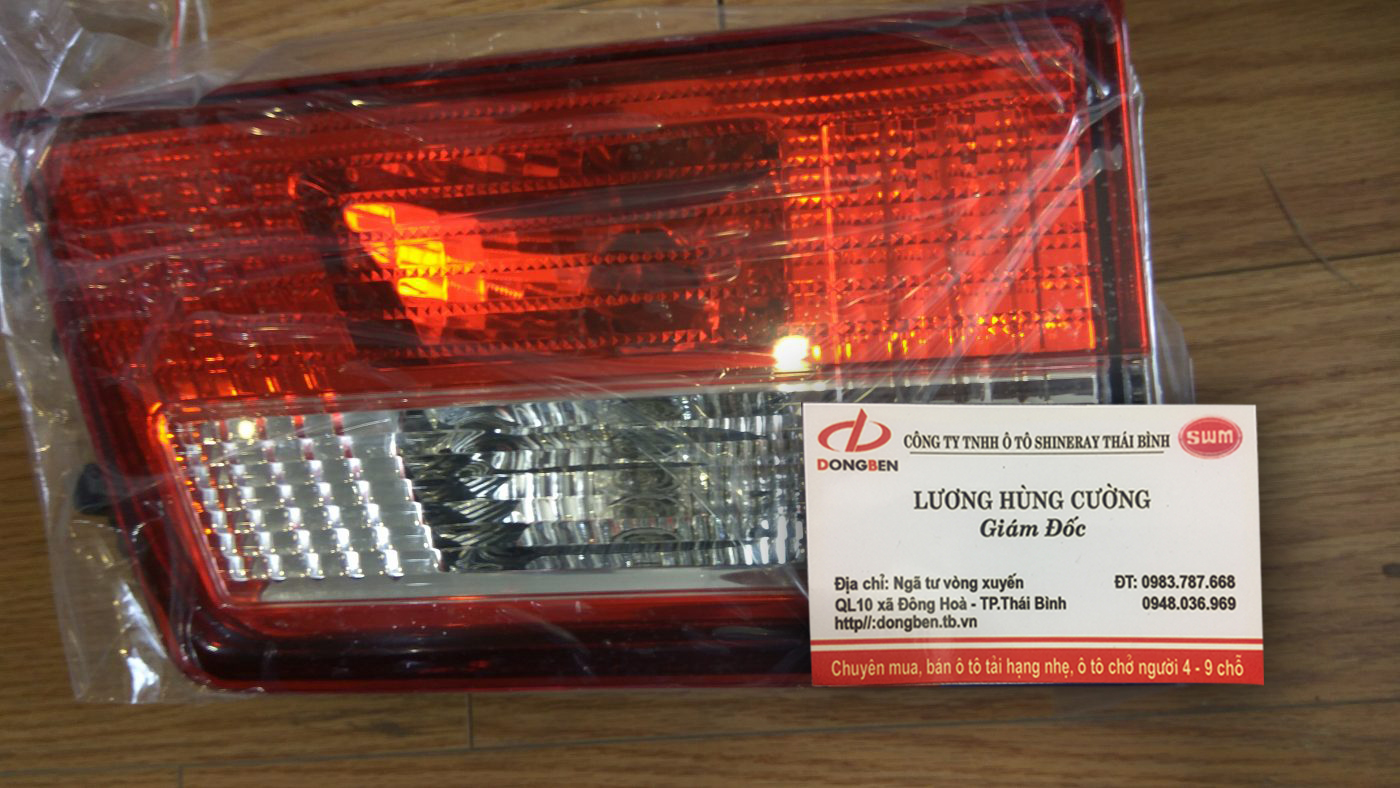 DONGBEN
CÔNG TY TNHH Ô TÔ SHINERAY THÁI BÌNH
SWM
LƯƠNG HÙNG CƯỜNG
Giám Đốc
Địa chỉ: Ngã tư vòng xuyến
QL10 xã Đông Hoà - TP.Thái Bình
http//:dongben.tb.vn
ĐT: 0983.787.668
0948.036.969
Chuyên mua, bán ô tô tải hạng nhẹ, ô tô chở người 4 - 9 chỗ